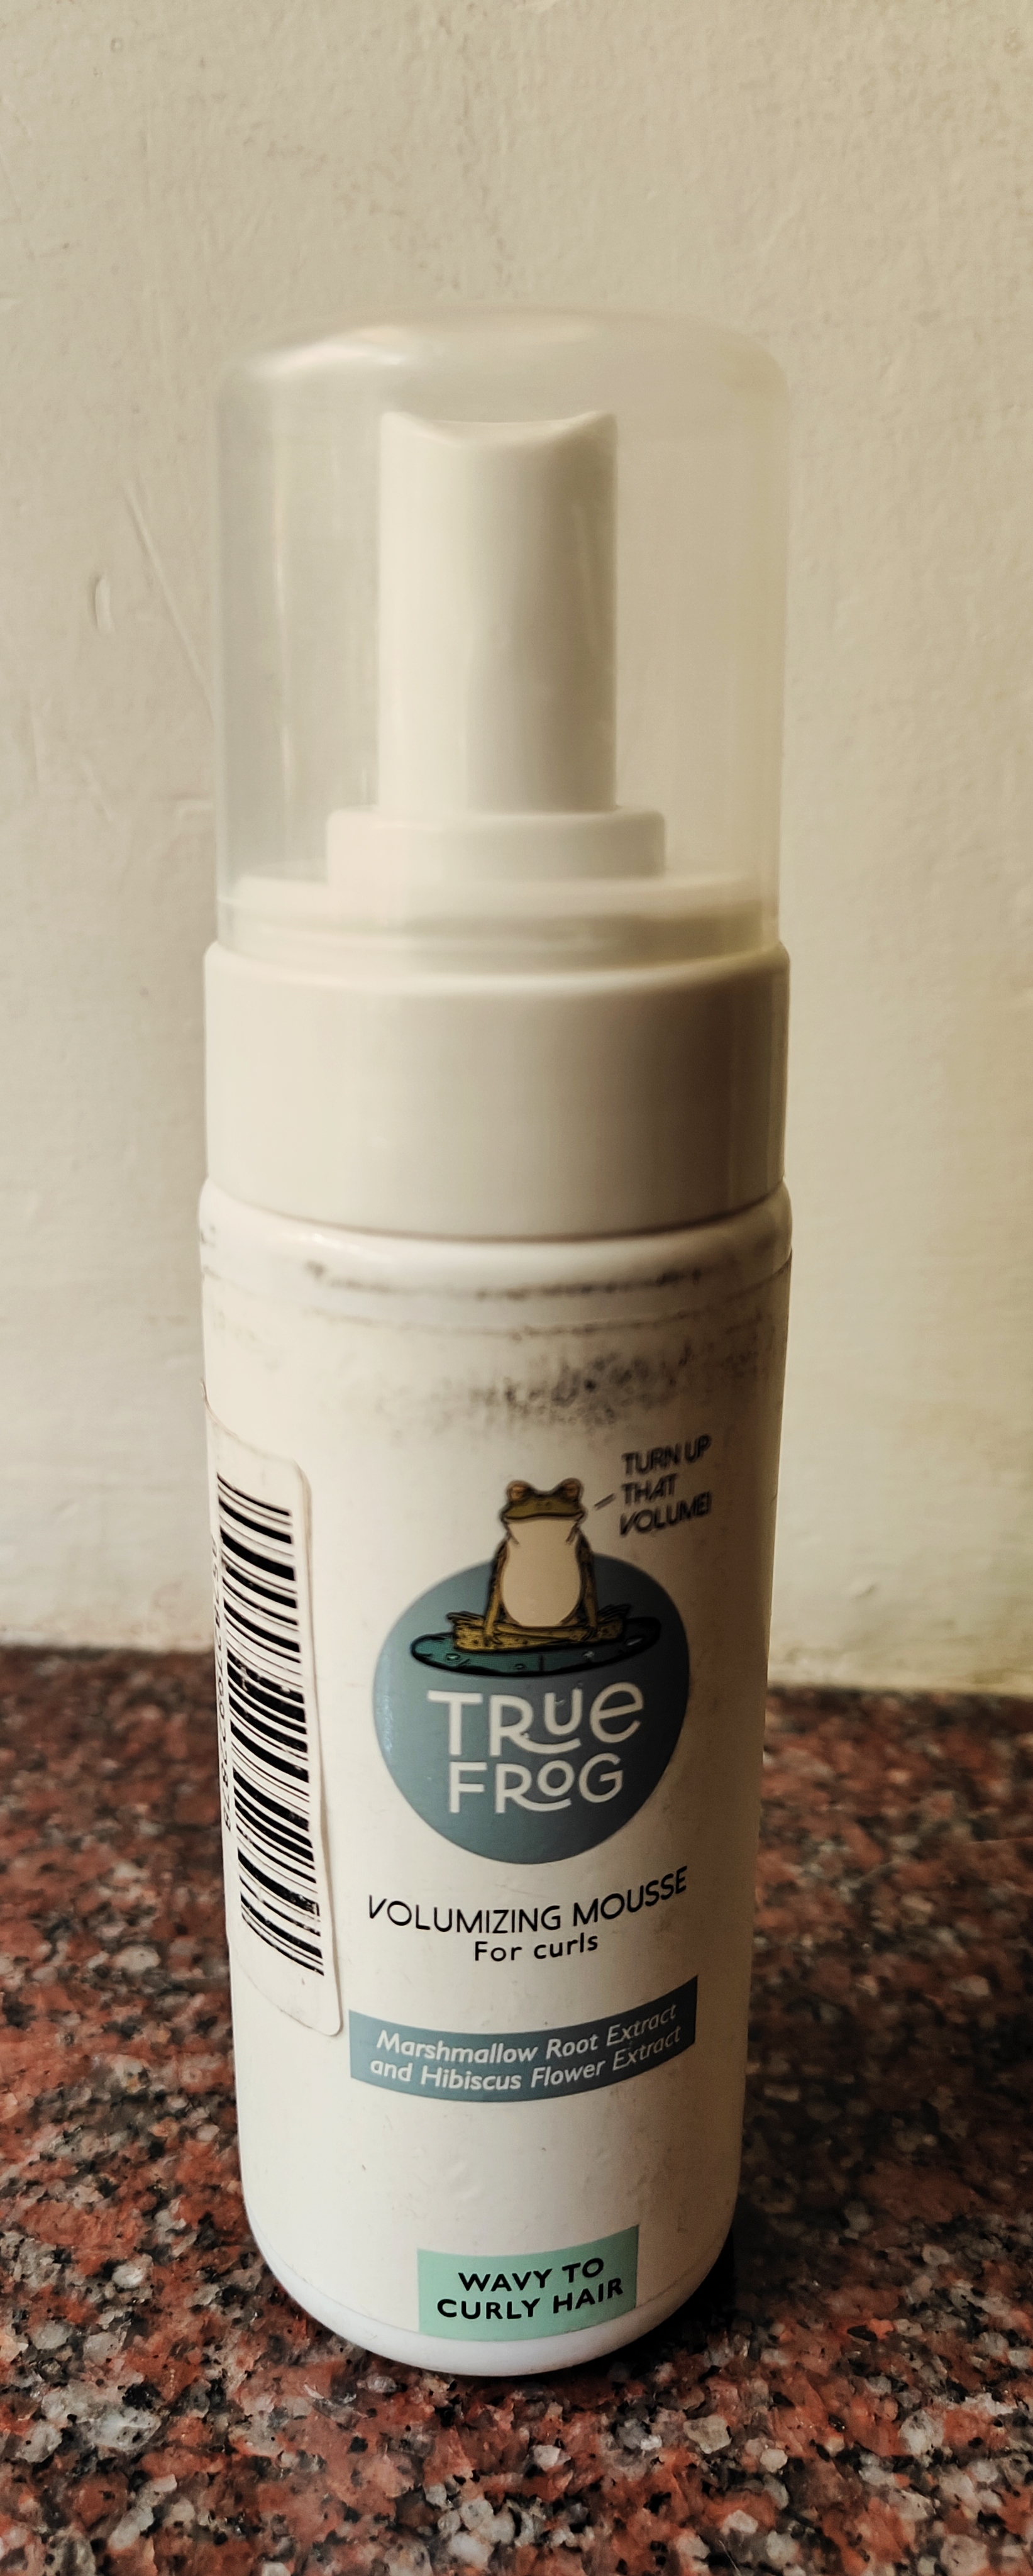 TURN UP
THAT
VOLUME!
TRUE
FROG
VOLUMIZING MOUSSE
For curls
Marshmallow Root Extract
and Hibiscus Flower Extract
WAVY TO
CURLY HAIR